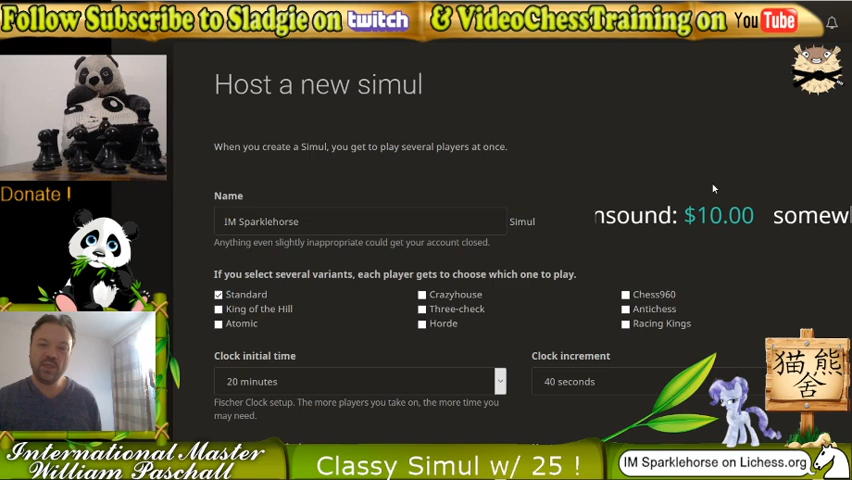 Follow Subscribe to Sladgie on twitch & VideoChessTraining on YouTube
Host a new simul
When you create a Simul, you get to play several players at once.
Donate !
Name
IM Sparklehorse
Simul
nsound: $10.00 somewh
Anything even slightly inappropriate could get your account closed.
If you select several variants, each player gets to choose which one to play.
Standard
Crazyhouse
Chess960
King of the Hill
Three-check
Antichess
Atomic
Horde
Racing Kings
Clock initial time
Clock increment
20 minutes
40 seconds
Fischer Clock setup. The more players you take on, the more time you
may need.
猫熊
舍
International Master
William Paschall
Classy Simul w/ 25 !
IM Sparklehorse on Lichess.org